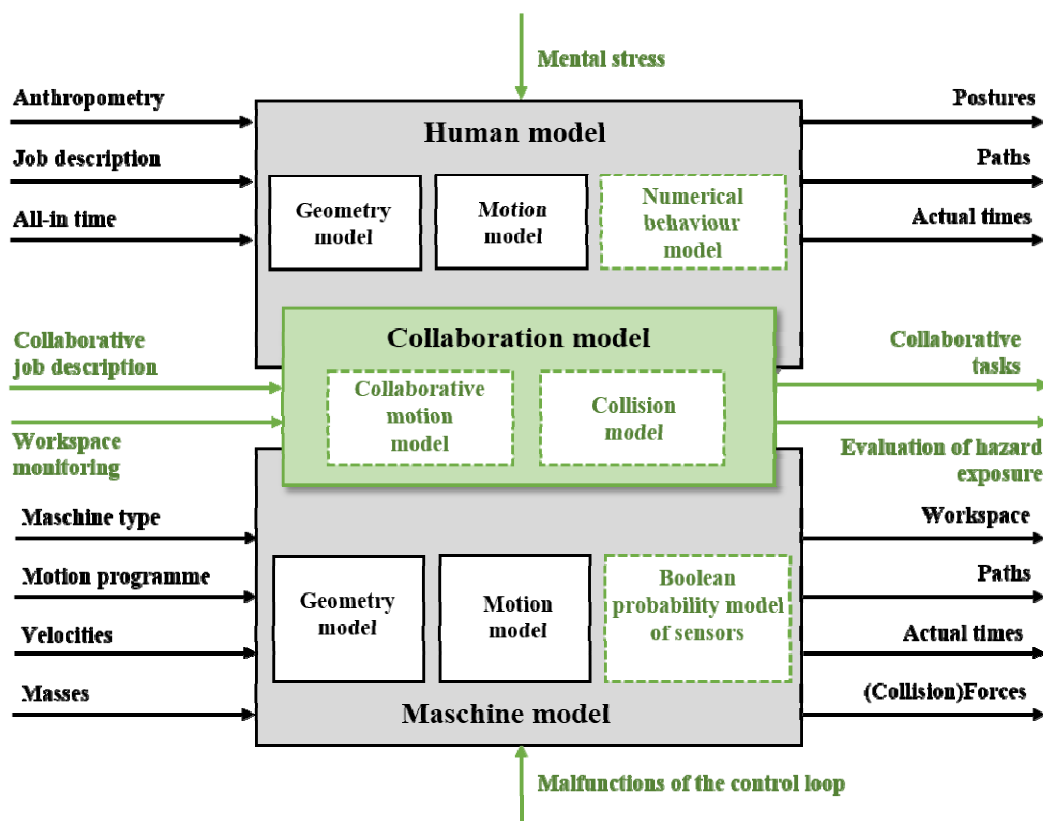 Mental stress
Anthropometry
Job description
All-in time
Human model
Geometry
model
Motion
model
Numerical
behaviour
model
Postures
Paths
Actual times
Collaborative
job description
Workspace
monitoring
Collaboration model
Collaborative
motion
model
Collision
model
Collaborative
tasks
Evaluation of hazard
exposure
Maschine type
Motion programme
Velocities
Masses
Geometry
model
Motion
model
Boolean
probability model
of sensors
Maschine model
Workspace
Paths
Actual times
(Collision)Forces
Malfunctions of the control loop